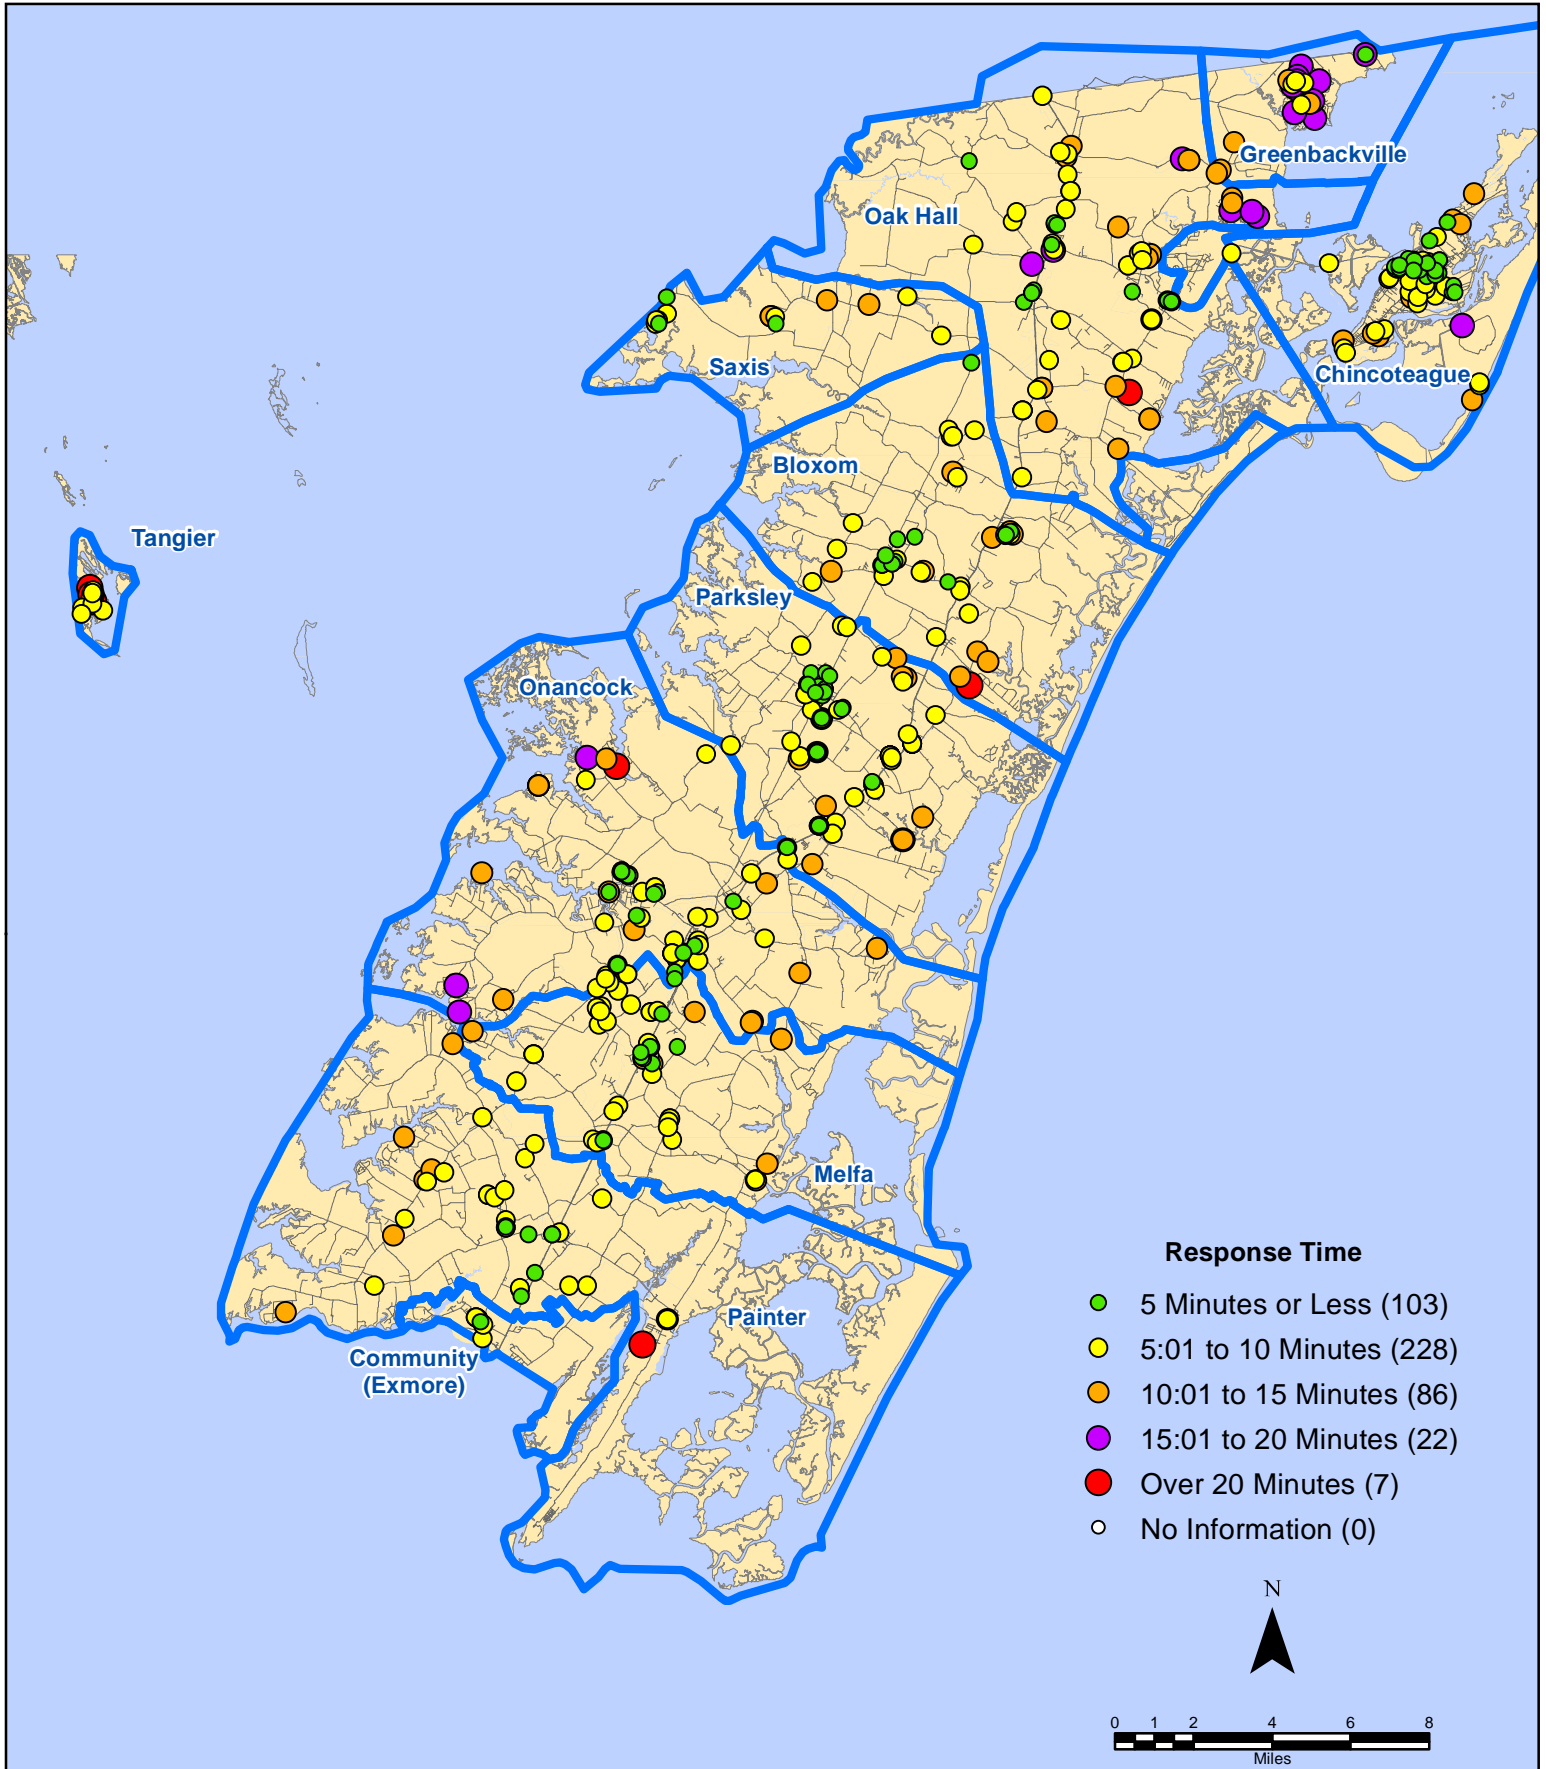 Greenbackville
Oak Hall
Saxis
Chincoteague
Bloxom
Tangier
Parksley
Onancock
Melfa
Painter
Community
(Exmore)
Response Time
5 Minutes or Less (103)
5:01 to 10 Minutes (228)
10:01 to 15 Minutes (86)
15:01 to 20 Minutes (22)
Over 20 Minutes (7)
No Information (0)
N
0 1 2 4 6 8
Miles